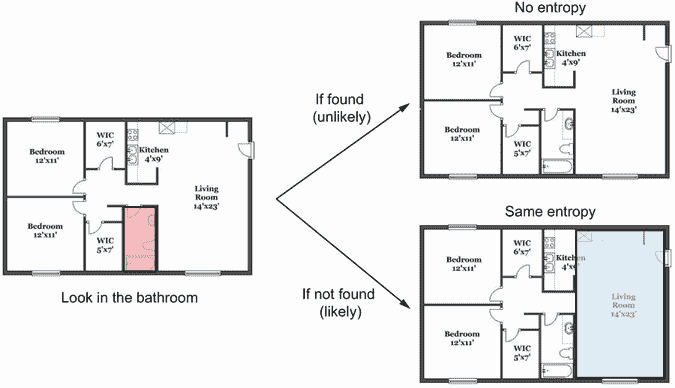 No entropy
Bedroom
12'x11'
WIC
6'x7'
Kitchen
4'x9'
Living
Room
14'x23'
Bedroom
12'x11'
WIC
5'x7'
If found
(unlikely)
Bedroom
12'x11'
WIC
6'x7'
Kitchen
4'x9'
Living
Room
14'x23'
Bedroom
12'x11'
WIC
5'x7'
Look in the bathroom
If not found
(likely)
Same entropy
Bedroom
12'x11'
WIC
6'x7'
Kitchen
4'x9'
Living
Room
14'x23'
Bedroom
12'x11'
WIC
5'x7'